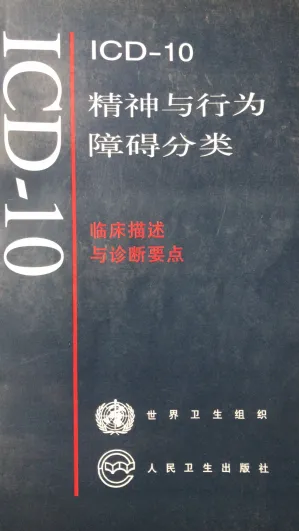 ICD-10
ICD-10
精神与行为
障碍分类
临床描述
与诊断要点
世界卫生组织
人民卫生出版社